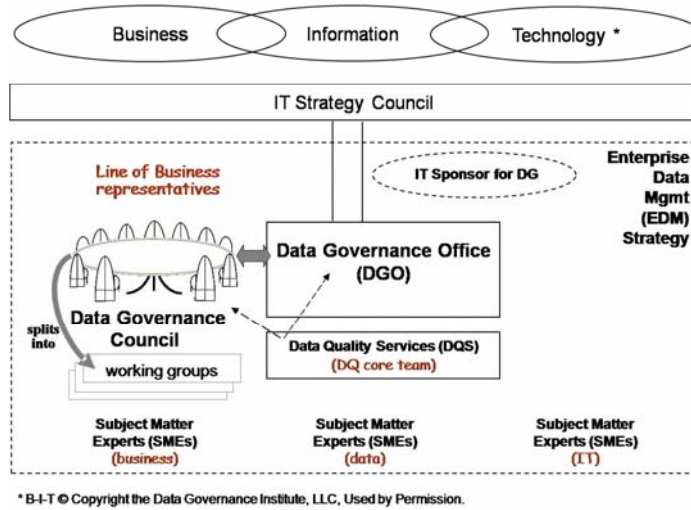 Business
Information
Technology *
IT Strategy Council
Line of Business
representatives
IT Sponsor for DG
Enterprise
Data
Mgmt
(EDM)
Strategy
Data Governance Office
(DGO)
Data Governance
Council
splits
into
working groups
Data Quality Services (DQS)
(DQ core team)
Subject Matter
Experts (SMEs)
(business)
Subject Matter
Experts (SMEs)
(data)
Subject Matter
Experts (SMEs)
(IT)
* B-I-T © Copyright the Data Governance Institute, LLC, Used by Permission.